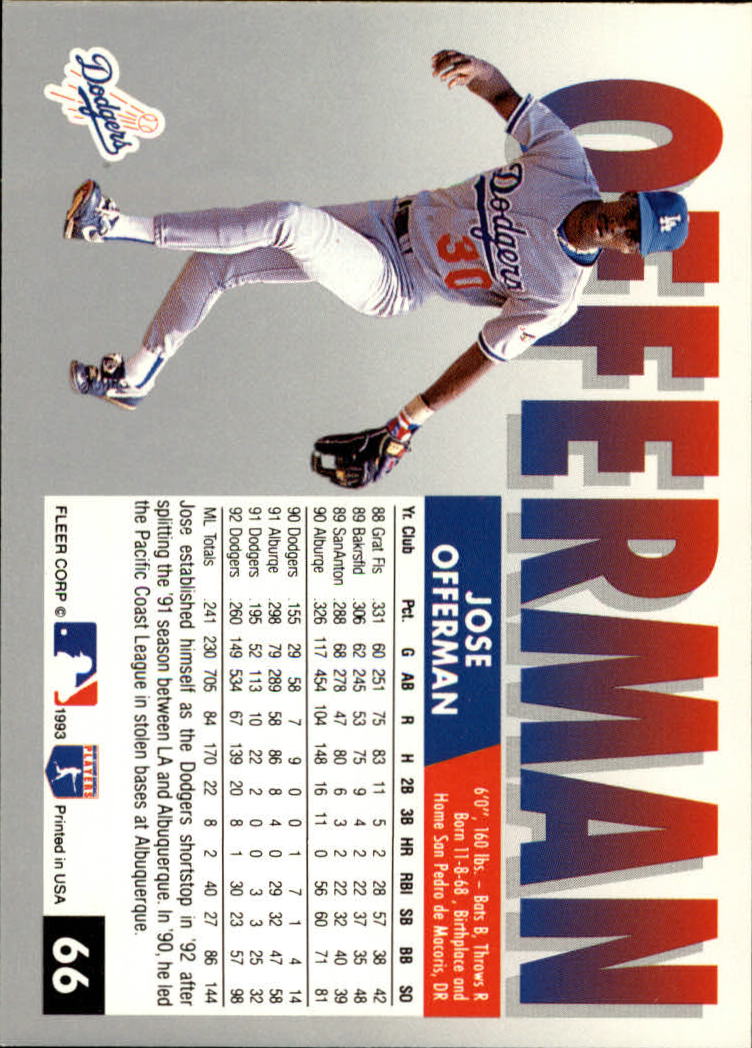 OFFERMAN
LA
Dodgers
30
Dodgers
JOSE
OFFERMAN
6'0", 160 lbs. – Bats B, Throws R
Born 11-8-68, Birthplace and
Home San Pedro de Macoris, DR
Yr. Club Pct. G AB R H 2B 3B HR RBI SB BB SO
88 Grat Fls .331 60 251 75 83 11 5 2 28 57 38 42
89 Bakrsfld .306 62 245 53 75 9 4 2 22 37 35 48
89 SanAnton .288 68 278 47 80 6 3 2 22 32 40 39
90 Alburqe .326 117 454 104 148 16 11 0 56 60 71 81
90 Dodgers .155 29 58 7 9 0 0 1 7 1 4 14
91 Alburqe .298 79 289 58 86 8 4 0 29 32 47 58
91 Dodgers .195 52 113 10 22 2 0 0 3 3 25 32
92 Dodgers .260 149 534 67 139 20 8 1 30 23 57 98
ML Totals .241 230 705 84 170 22 8 2 40 27 86 144
Jose established himself as the Dodgers shortstop in '92 after
splitting the '91 season between LA and Albuquerque. In '90, he led
the Pacific Coast League in stolen bases at Albuquerque.
FLEER CORP © 1993 PLAYERS Printed in USA
66